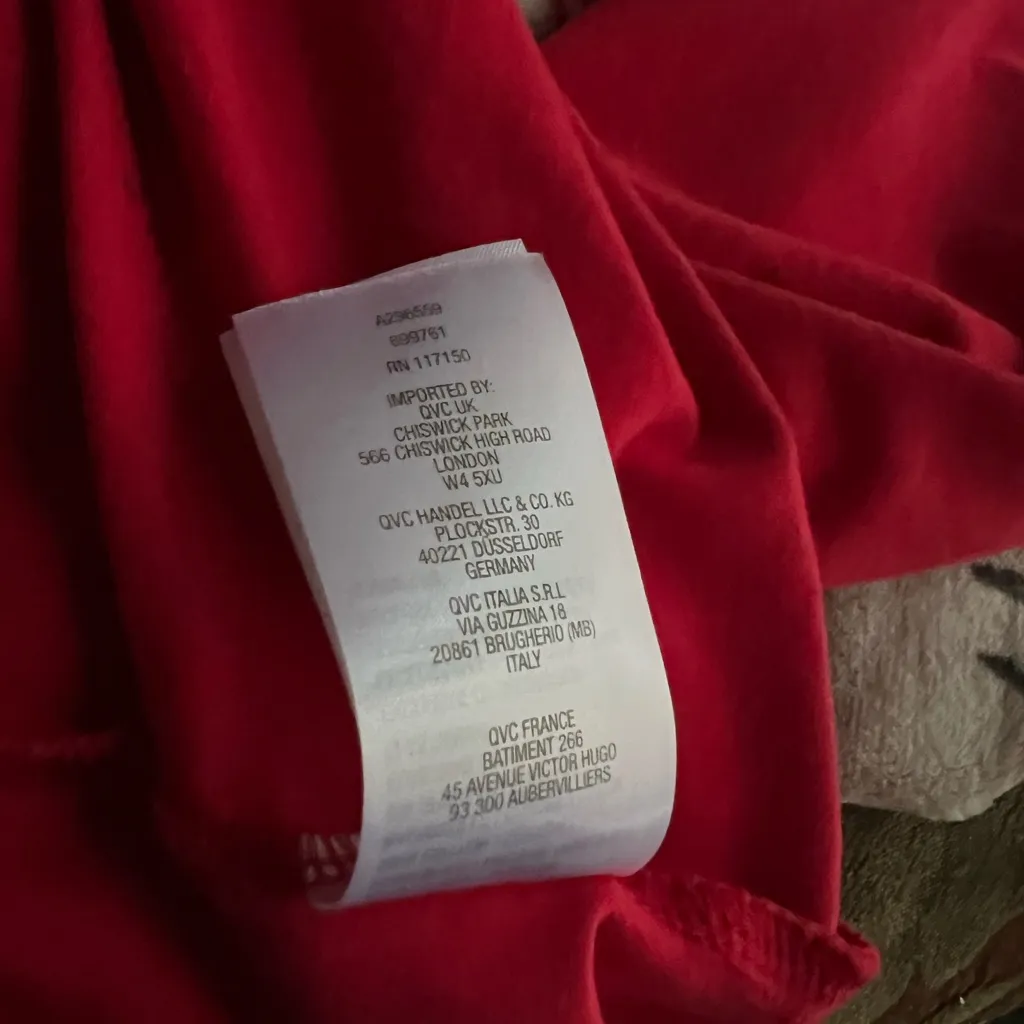 A296559
699761
RN 117150
IMPORTED BY:
QVC UK
CHISWICK PARK
566 CHISWICK HIGH ROAD
LONDON
W4 5XU
QVC HANDEL LLC & CO. KG
PLOCKSTR. 30
40221 DÜSSELDORF
GERMANY
QVC ITALIA S.R.L
VIA GUZZINA 18
20861 BRUGHERIO (MB)
ITALY
QVC FRANCE
BATIMENT 266
45 AVENUE VICTOR HUGO
93 300 AUBERVILLIERS